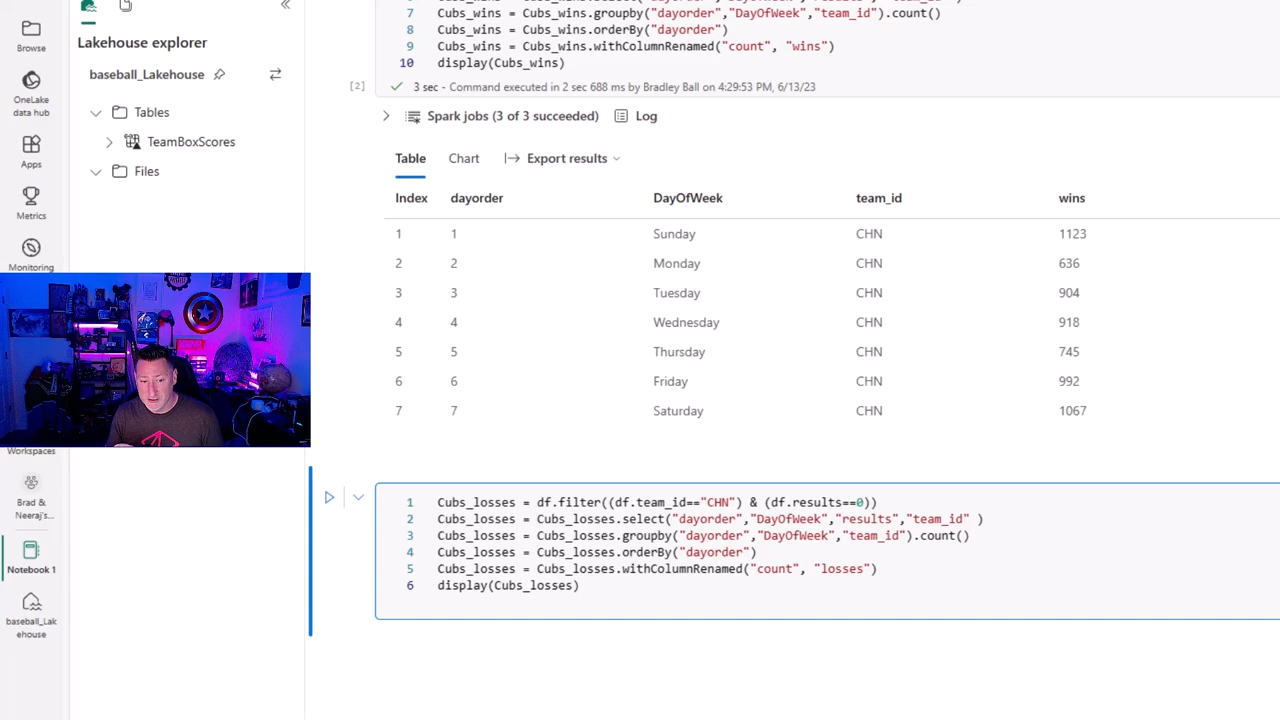 7 Cubs_wins = Cubs_wins.groupby("dayorder","DayOfWeek","team_id").count()
8 Cubs_wins = Cubs_wins.orderBy("dayorder")
9 Cubs_wins = Cubs_wins.withColumnRenamed("count", "wins")
10 display(Cubs_wins)
[2] 3 sec - Command executed in 2 sec 688 ms by Bradley Ball on 4:29:53 PM, 6/13/23
Spark jobs (3 of 3 succeeded) Log
Table Chart Export results
Index dayorder DayOfWeek team_id wins
1 1 Sunday CHN 1123
2 2 Monday CHN 636
3 3 Tuesday CHN 904
4 4 Wednesday CHN 918
5 5 Thursday CHN 745
6 6 Friday CHN 992
7 7 Saturday CHN 1067
1 Cubs_losses = df.filter((df.team_id=="CHN") & (df.results==0))
2 Cubs_losses = Cubs_losses.select("dayorder","DayOfWeek","results","team_id" )
3 Cubs_losses = Cubs_losses.groupby("dayorder","DayOfWeek","team_id").count()
4 Cubs_losses = Cubs_losses.orderBy("dayorder")
5 Cubs_losses = Cubs_losses.withColumnRenamed("count", "losses")
6 display(Cubs_losses)
Lakehouse explorer
baseball_Lakehouse
Tables
TeamBoxScores
Files
Browse
OneLake
data hub
Apps
Metrics
Monitoring
Workspaces
Brad &
Neeraj's...
Notebook 1
baseball_Lak
ehouse